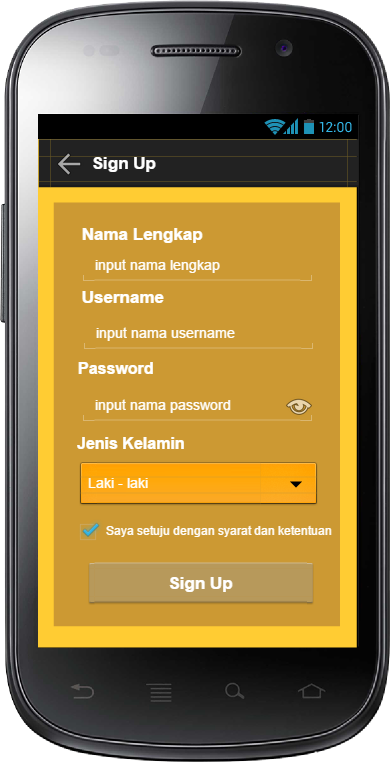 12:00
Sign Up
Nama Lengkap
input nama lengkap
Username
input nama username
Password
input nama password
Jenis Kelamin
Laki - laki
Saya setuju dengan syarat dan ketentuan
Sign Up